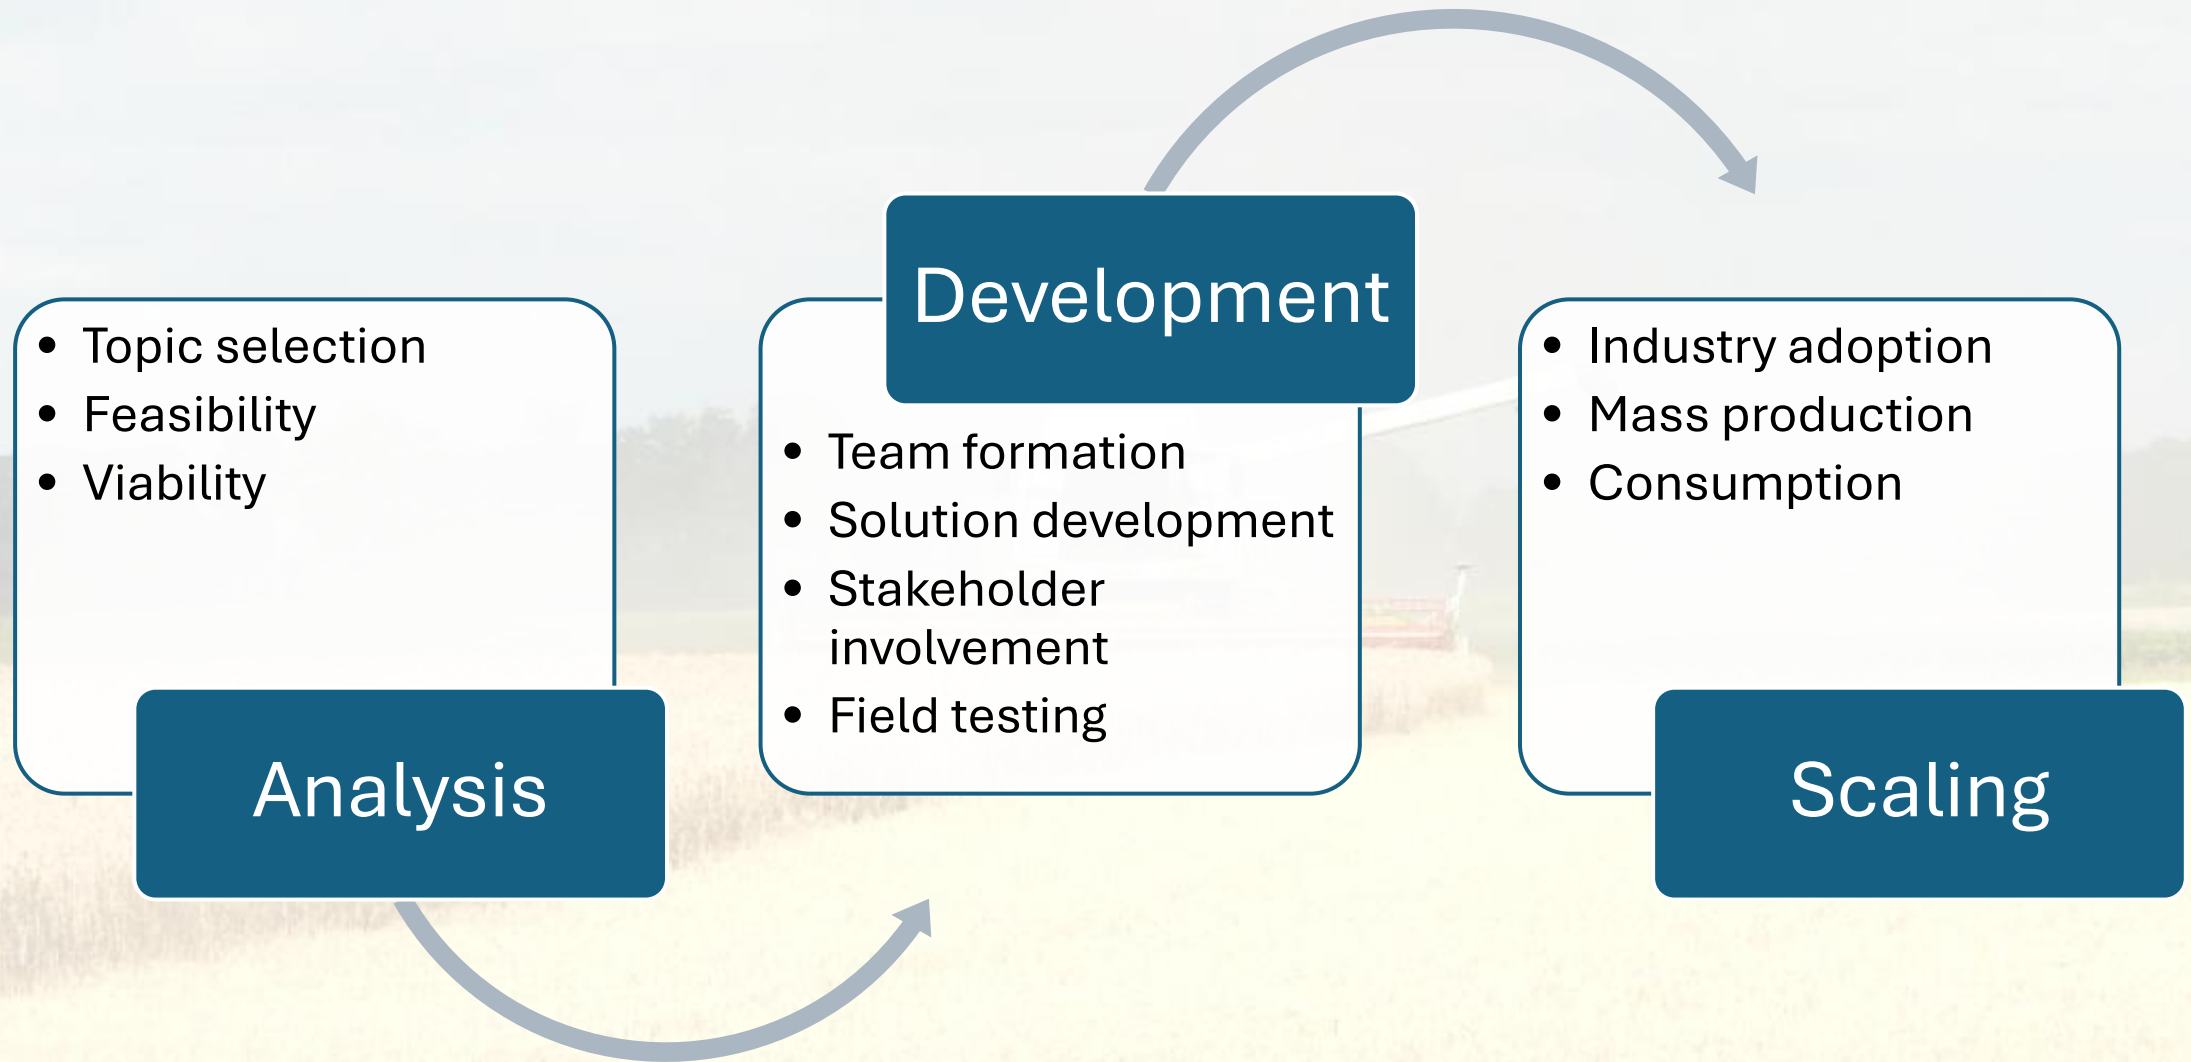 • Topic selection
• Feasibility
• Viability
Analysis
Development
• Team formation
• Solution development
• Stakeholder
involvement
• Field testing
• Industry adoption
• Mass production
• Consumption
Scaling